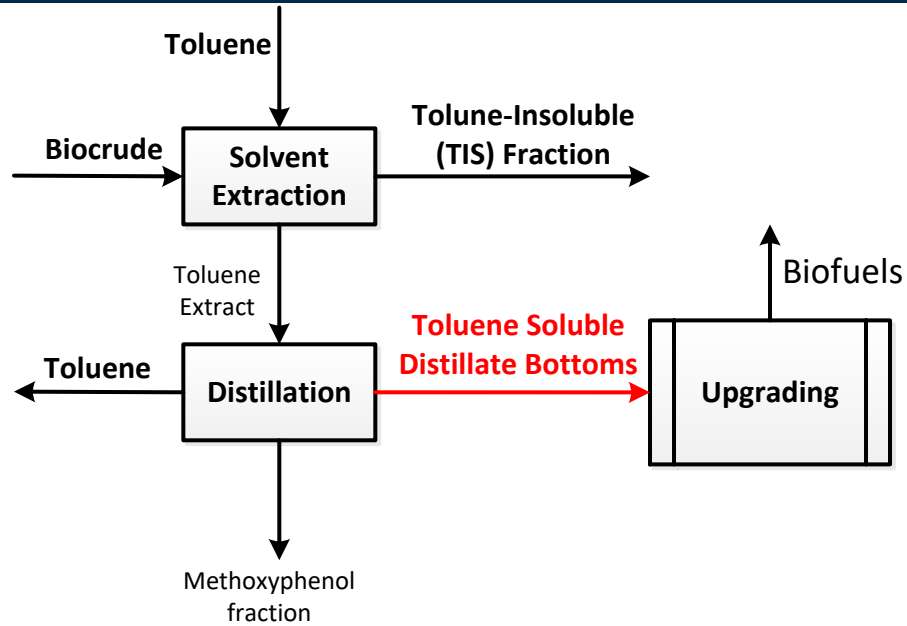 Toluene
Tolune-Insoluble
(TIS) Fraction
Biocrude
Solvent
Extraction
Toluene
Extract
Biofuels
Toluene Soluble
Distillate Bottoms
Toluene
Distillation
Upgrading
Methoxyphenol
fraction